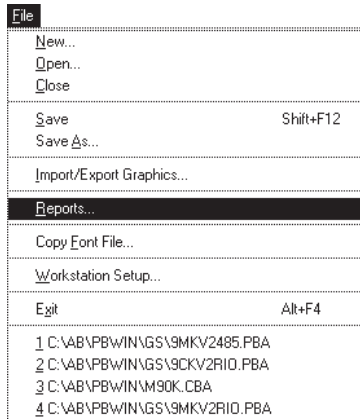 File
New...
Open...
Close
Save Shift+F12
Save As...
Import/Export Graphics...
Reports...
Copy Font File...
Workstation Setup...
Exit Alt+F4
1 C:\AB\PBWIN\GS\9MKV2485.PBA
2 C:\AB\PBWIN\GS\9CKV2RIO.PBA
3 C:\AB\PBWIN\M90K.CBA
4 C:\AB\PBWIN\GS\9MKV2RIO.PBA